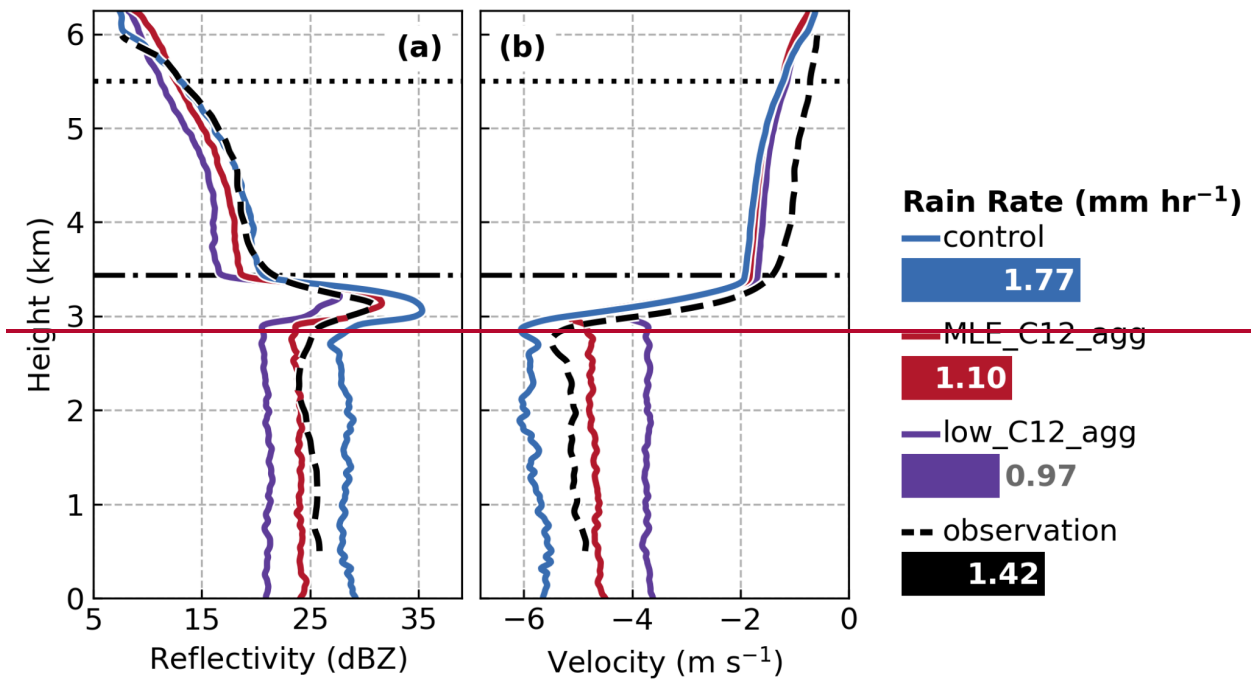 (a)
(b)
6
5
4
3
2
1
0
Height (km)
5 15 25 35
−6 −4 −2 0
Reflectivity (dBZ)
Velocity (m s−1)
Rain Rate (mm hr−1)
control
1.77
MLE_C12_agg
1.10
low_C12_agg
0.97
observation
1.42